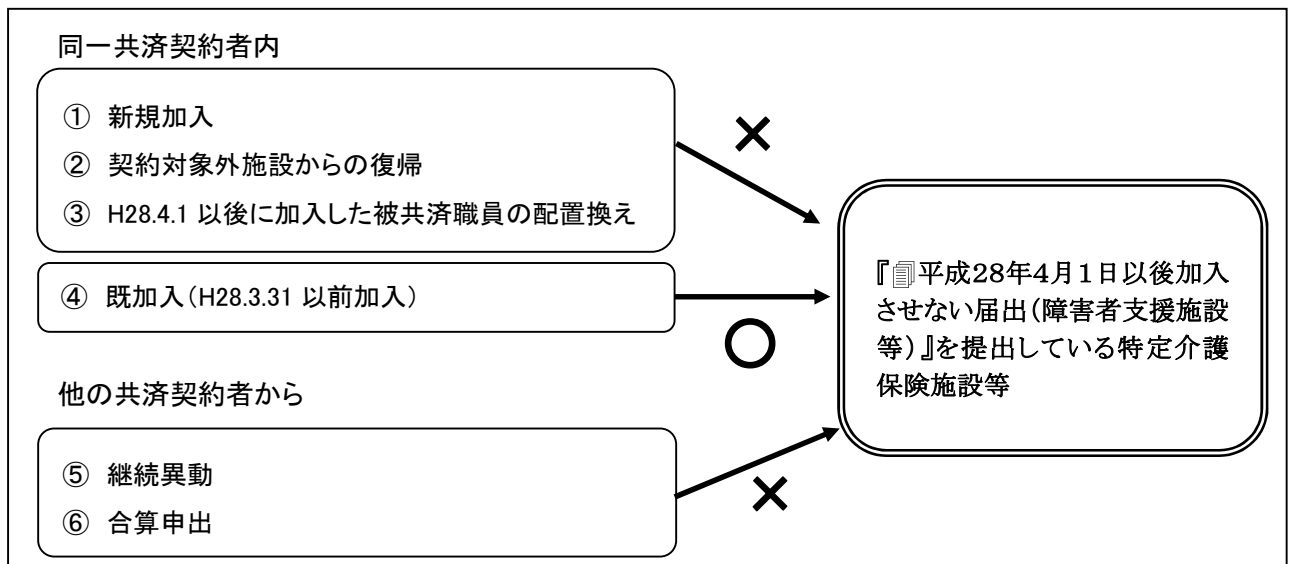 同一共済契約者内
① 新規加入
② 契約対象外施設からの復帰
③ H28.4.1 以後に加入した被共済職員の配置換え
×
④ 既加入(H28.3.31 以前加入)
○
『平成28年4月1日以後加入
させない届出(障害者支援施設
等)』を提出している特定介護
保険施設等
他の共済契約者から
⑤ 継続異動
⑥ 合算申出
×